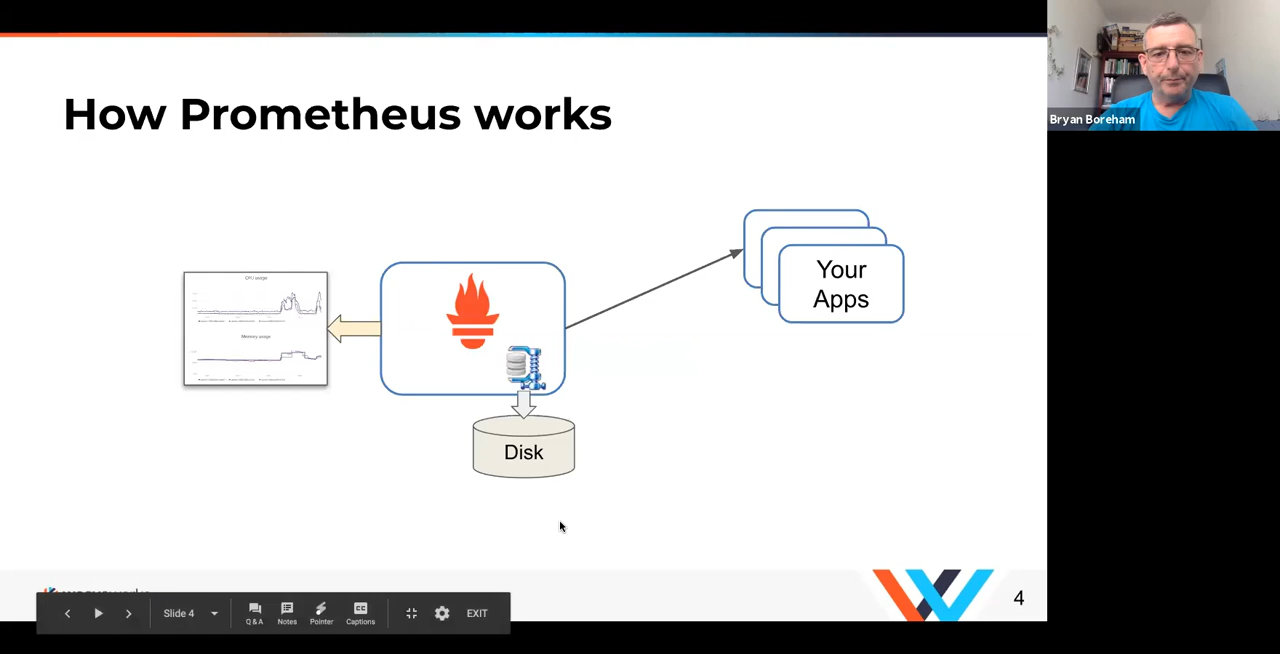 How Prometheus works
Bryan Boreham
Your
Apps
CPU usage
Memory usage
Disk
4
Slide 4
Q & A
Notes
Pointer
CC
Captions
EXIT